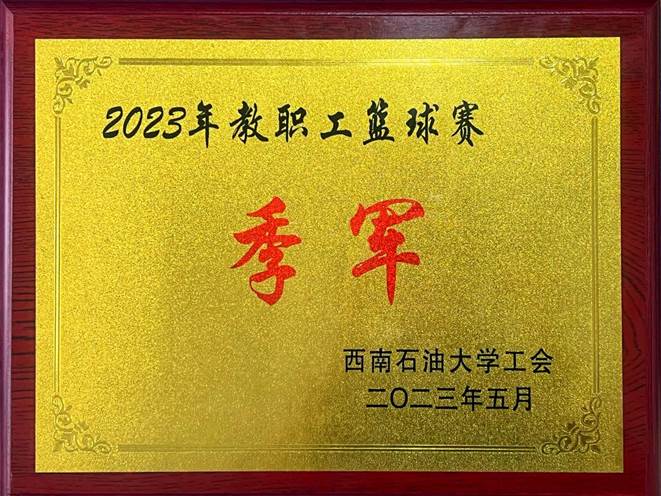 2023年教职工篮球赛
季军
西南石油大学工会
二〇二三年五月